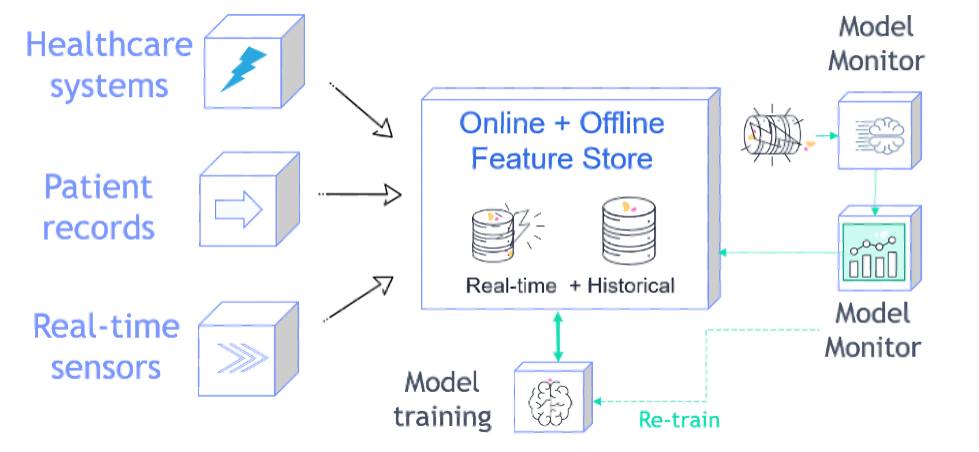 Healthcare
systems
Patient
records
Real-time
sensors
Online + Offline
Feature Store
Real-time + Historical
Model
training
Model
Monitor
Model
Monitor
Re-train